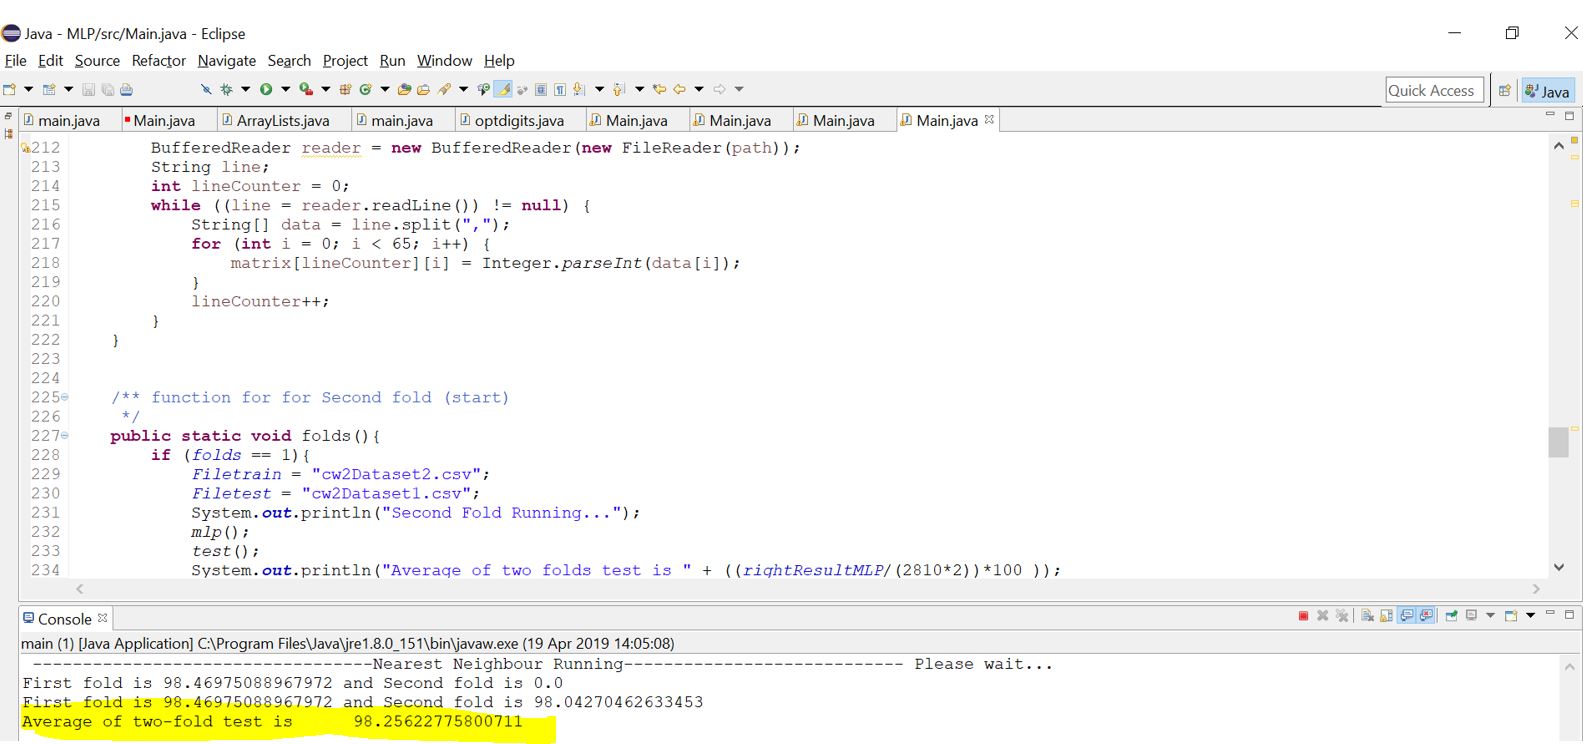 Java - MLP/src/Main.java - Eclipse
File Edit Source Refactor Navigate Search Project Run Window Help
Quick Access Java
main.java Main.java ArrayLists.java main.java optdigits.java Main.java Main.java Main.java Main.java
212 BufferedReader reader = new BufferedReader(new FileReader(path));
213 String line;
214 int lineCounter = 0;
215 while ((line = reader.readLine()) != null) {
216 String[] data = line.split(",");
217 for (int i = 0; i < 65; i++) {
218 matrix[lineCounter][i] = Integer.parseInt(data[i]);
219 }
220 lineCounter++;
221 }
222 }
223
224
225 /** function for for Second fold (start)
226 */
227 public static void folds(){
228 if (folds == 1){
229 Filetrain = "cw2Dataset2.csv";
230 Filetest = "cw2Dataset1.csv";
231 System.out.println("Second Fold Running...");
232 mlp();
233 test();
234 System.out.println("Average of two folds test is " + ((rightResultMLP/(2810*2))*100 ));
Console
main (1) [Java Application] C:\Program Files\Java\jre1.8.0_151\bin\javaw.exe (19 Apr 2019 14:05:08)
----------------------------------Nearest Neighbour Running---------------------------- Please wait...
First fold is 98.46975088967972 and Second fold is 0.0
First fold is 98.46975088967972 and Second fold is 98.04270462633453
Average of two-fold test is 98.25622775800711